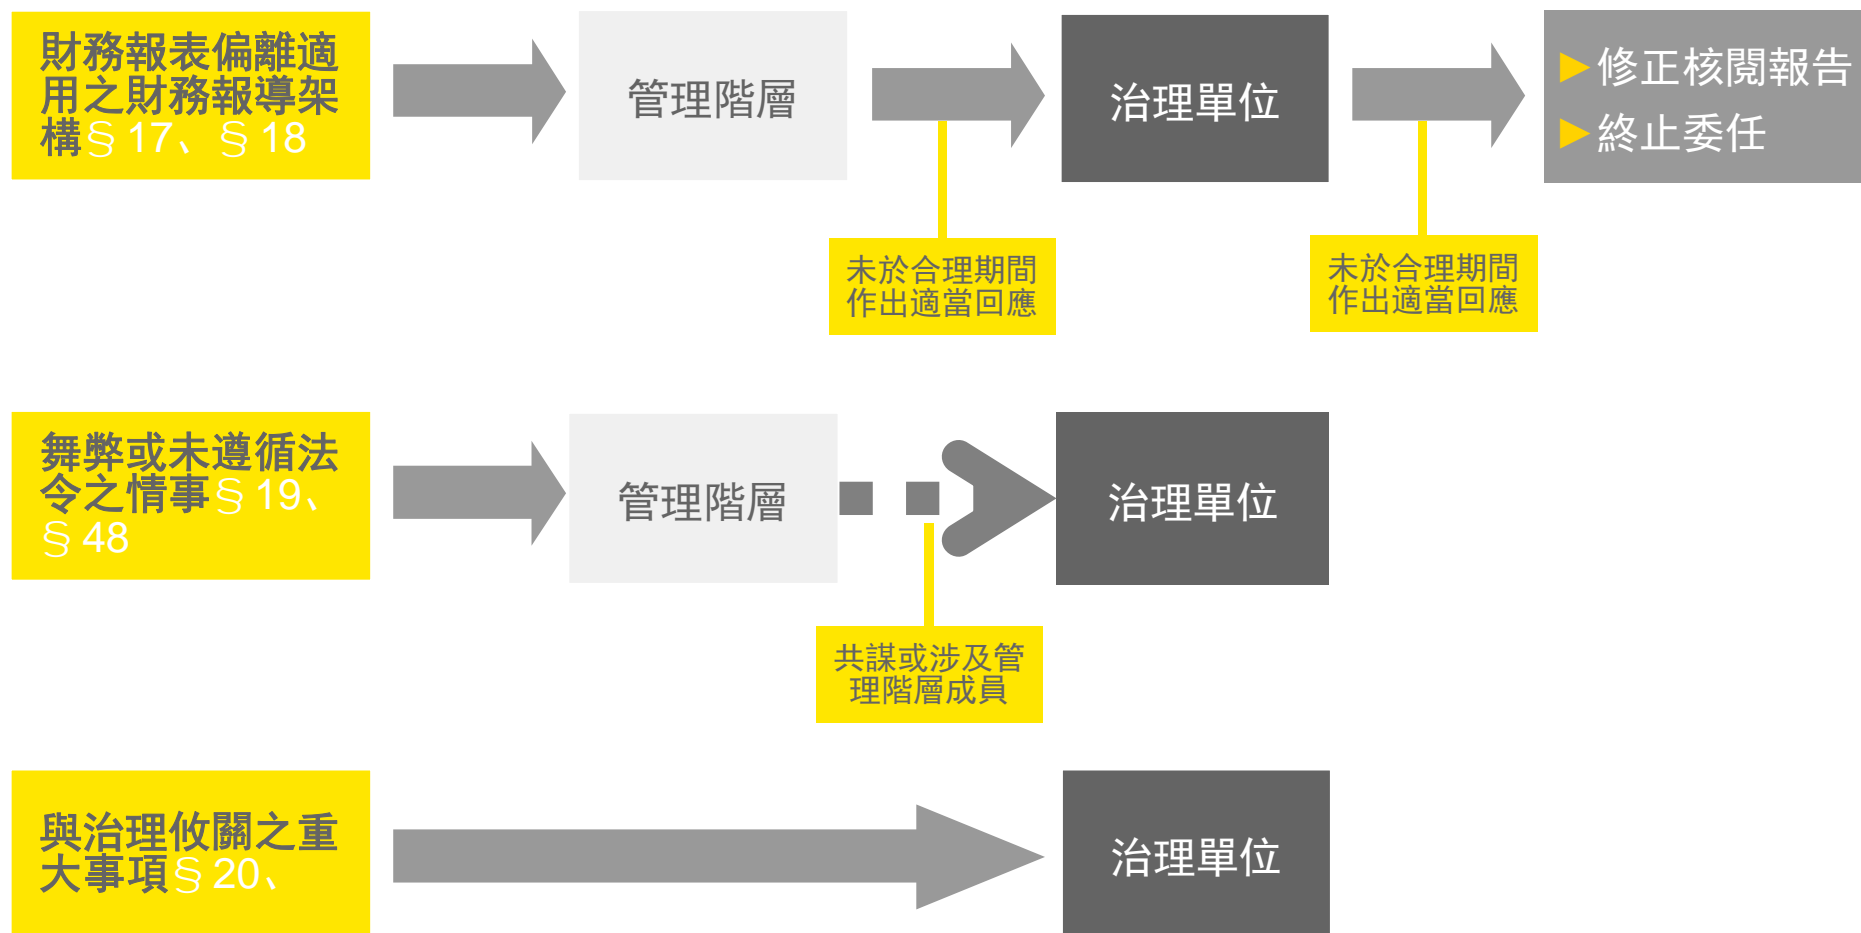 財務報表偏離適
用之財務報導架
構§17、§18
管理階層
治理單位
▶修正核閱報告
▶終止委任
未於合理期間
作出適當回應
未於合理期間
作出適當回應
舞弊或未遵循法
令之情事§19、
§48
管理階層
治理單位
共謀或涉及管
理階層成員
與治理攸關之重
大事項§20、
治理單位